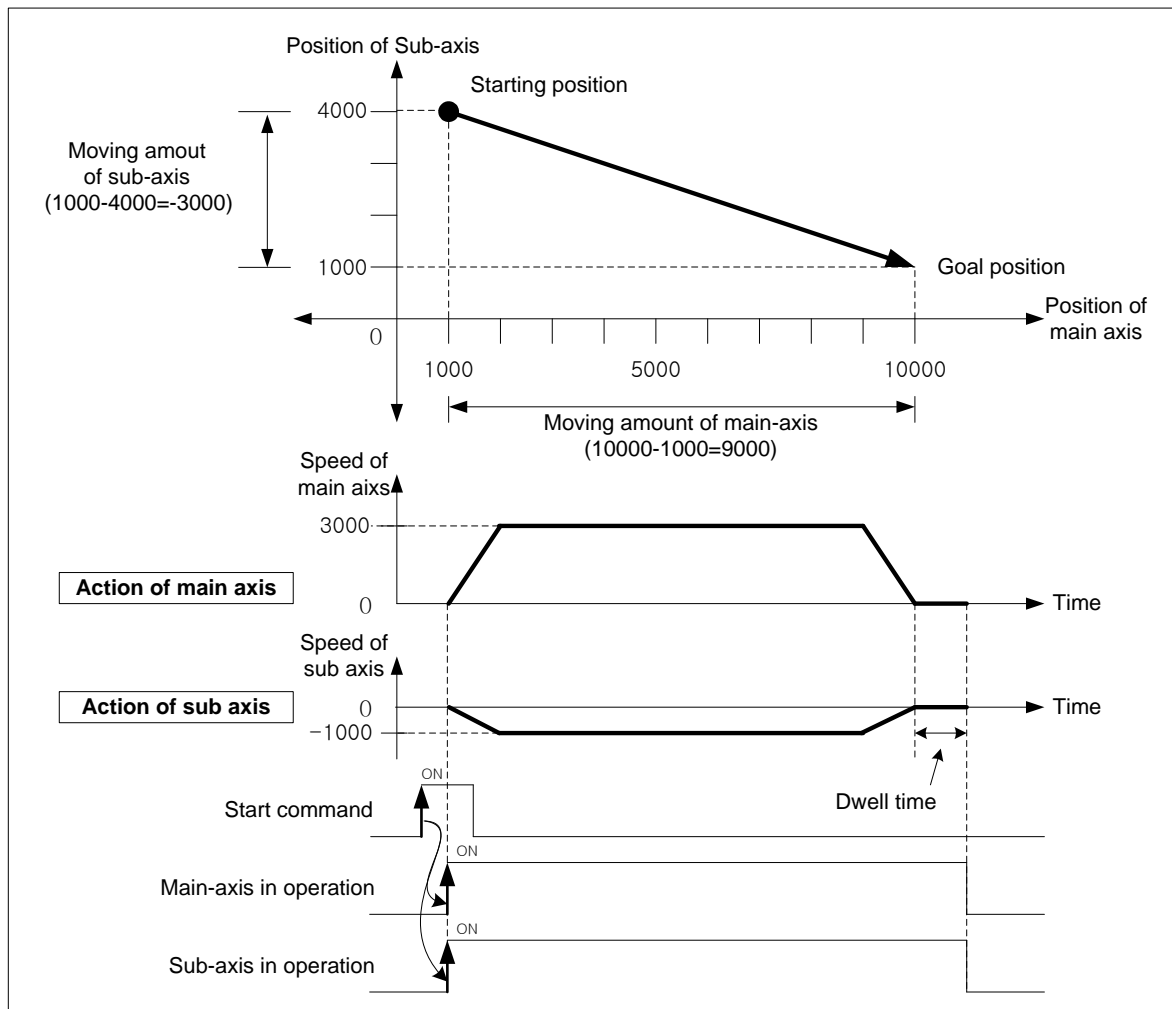 Position of Sub-axis
Starting position
4000
Moving amout
of sub-axis
(1000-4000=-3000)
1000
Goal position
Position of
main axis
0
1000
5000
10000
Moving amount of main-axis
(10000-1000=9000)
Speed of
main aixs
3000
Action of main axis
0
Time
Speed of
sub axis
Action of sub axis
0
Time
-1000
ON
Dwell time
Start command
ON
Main-axis in operation
ON
Sub-axis in operation